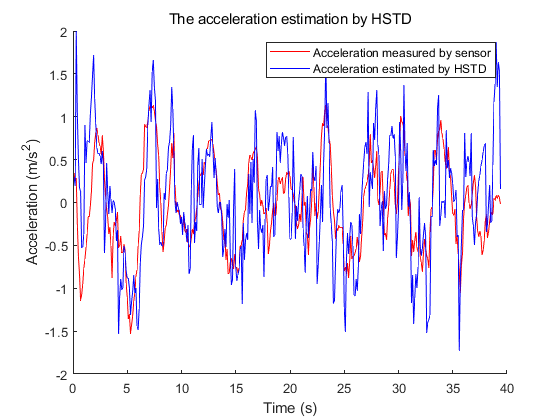 The acceleration estimation by HSTD
Acceleration measured by sensor
Acceleration estimated by HSTD
2
1.5
1
0.5
0
-0.5
-1
-1.5
-2
Acceleration (m/s²)
0 5 10 15 20 25 30 35 40
Time (s)